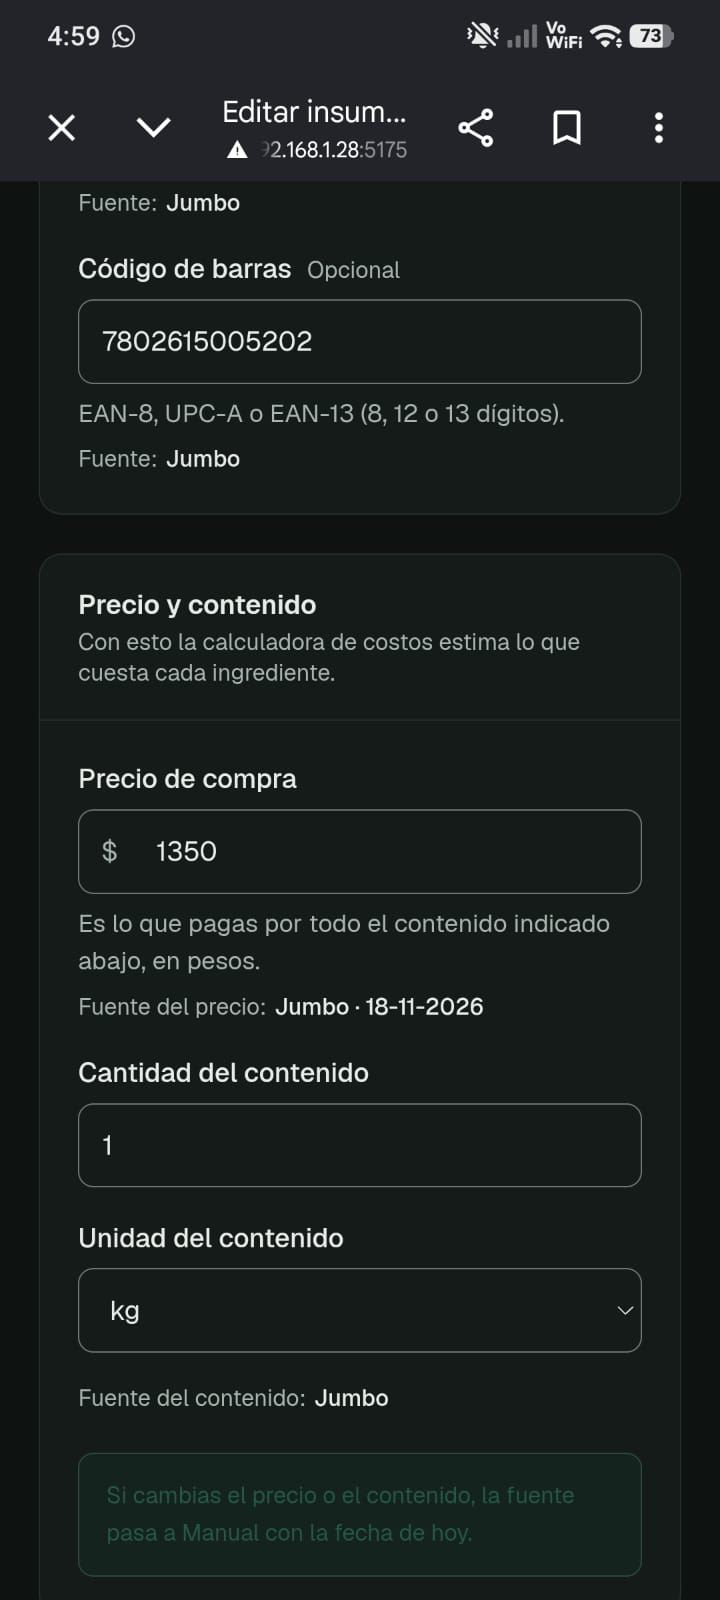 4:59
Vo
WiFi
73
Editar insum...
92.168.1.28:5175
Fuente: Jumbo
Código de barras Opcional
7802615005202
EAN-8, UPC-A o EAN-13 (8, 12 o 13 dígitos).
Fuente: Jumbo
Precio y contenido
Con esto la calculadora de costos estima lo que
cuesta cada ingrediente.
Precio de compra
$ 1350
Es lo que pagas por todo el contenido indicado
abajo, en pesos.
Fuente del precio: Jumbo · 18-11-2026
Cantidad del contenido
1
Unidad del contenido
kg
Fuente del contenido: Jumbo
Si cambias el precio o el contenido, la fuente
pasa a Manual con la fecha de hoy.